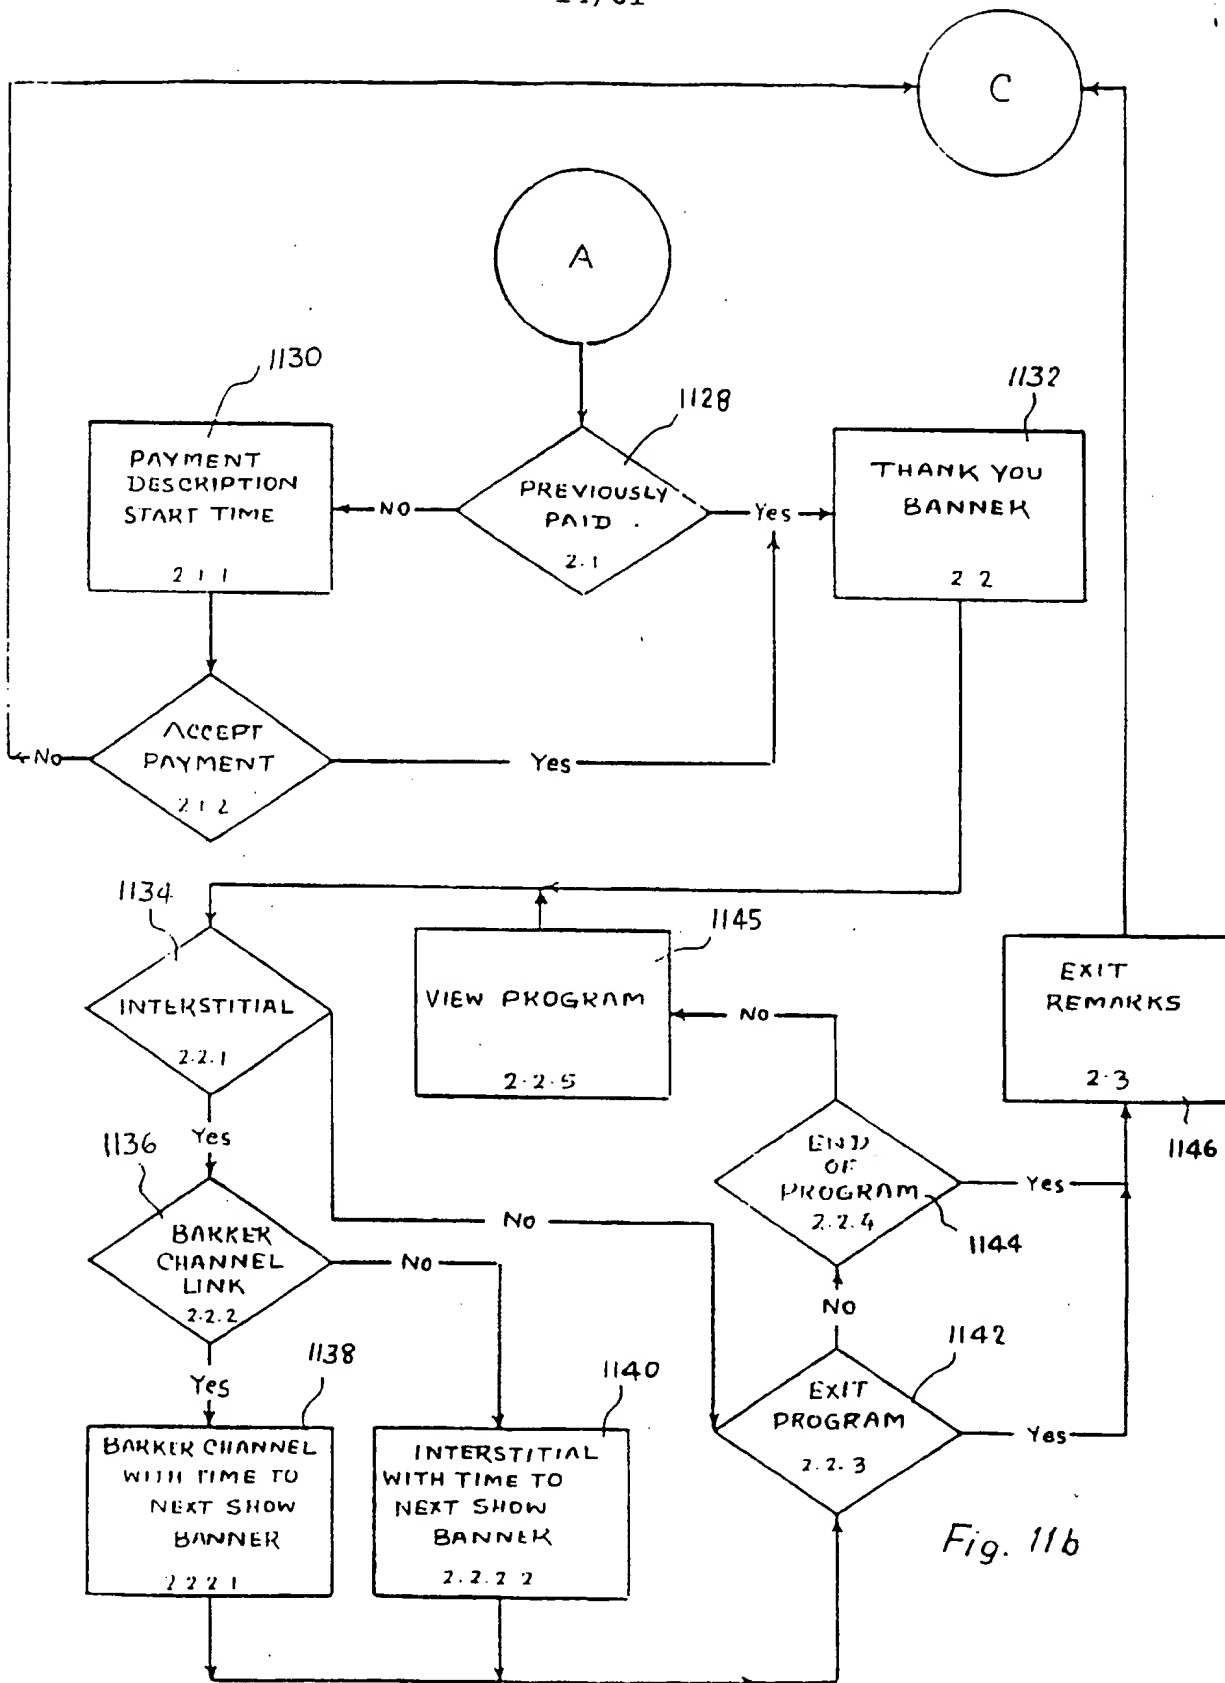 C
A
1130
1128
1132
PAYMENT
DESCRIPTION
START TIME
2 1 1
NO
PREVIOUSLY
PAID
2.1
Yes
THANK YOU
BANNER
2 2
ACCEPT
PAYMENT
2 1 2
No
Yes
1134
INTERSTITIAL
2.2.1
1145
VIEW PROGRAM
2.2.5
NO
EXIT
REMARKS
2.3
1146
Yes
1136
BARKER
CHANNEL
LINK
2.2.2
No
No
END
OF
PROGRAM
2.2.4
1144
Yes
NO
Yes
1138
1140
1142
BARKER CHANNEL
WITH TIME TO
NEXT SHOW
BANNER
2 2 2 1
INTERSTITIAL
WITH TIME TO
NEXT SHOW
BANNER
2.2.2 2
EXIT
PROGRAM
2.2.3
Yes
Fig. 11b